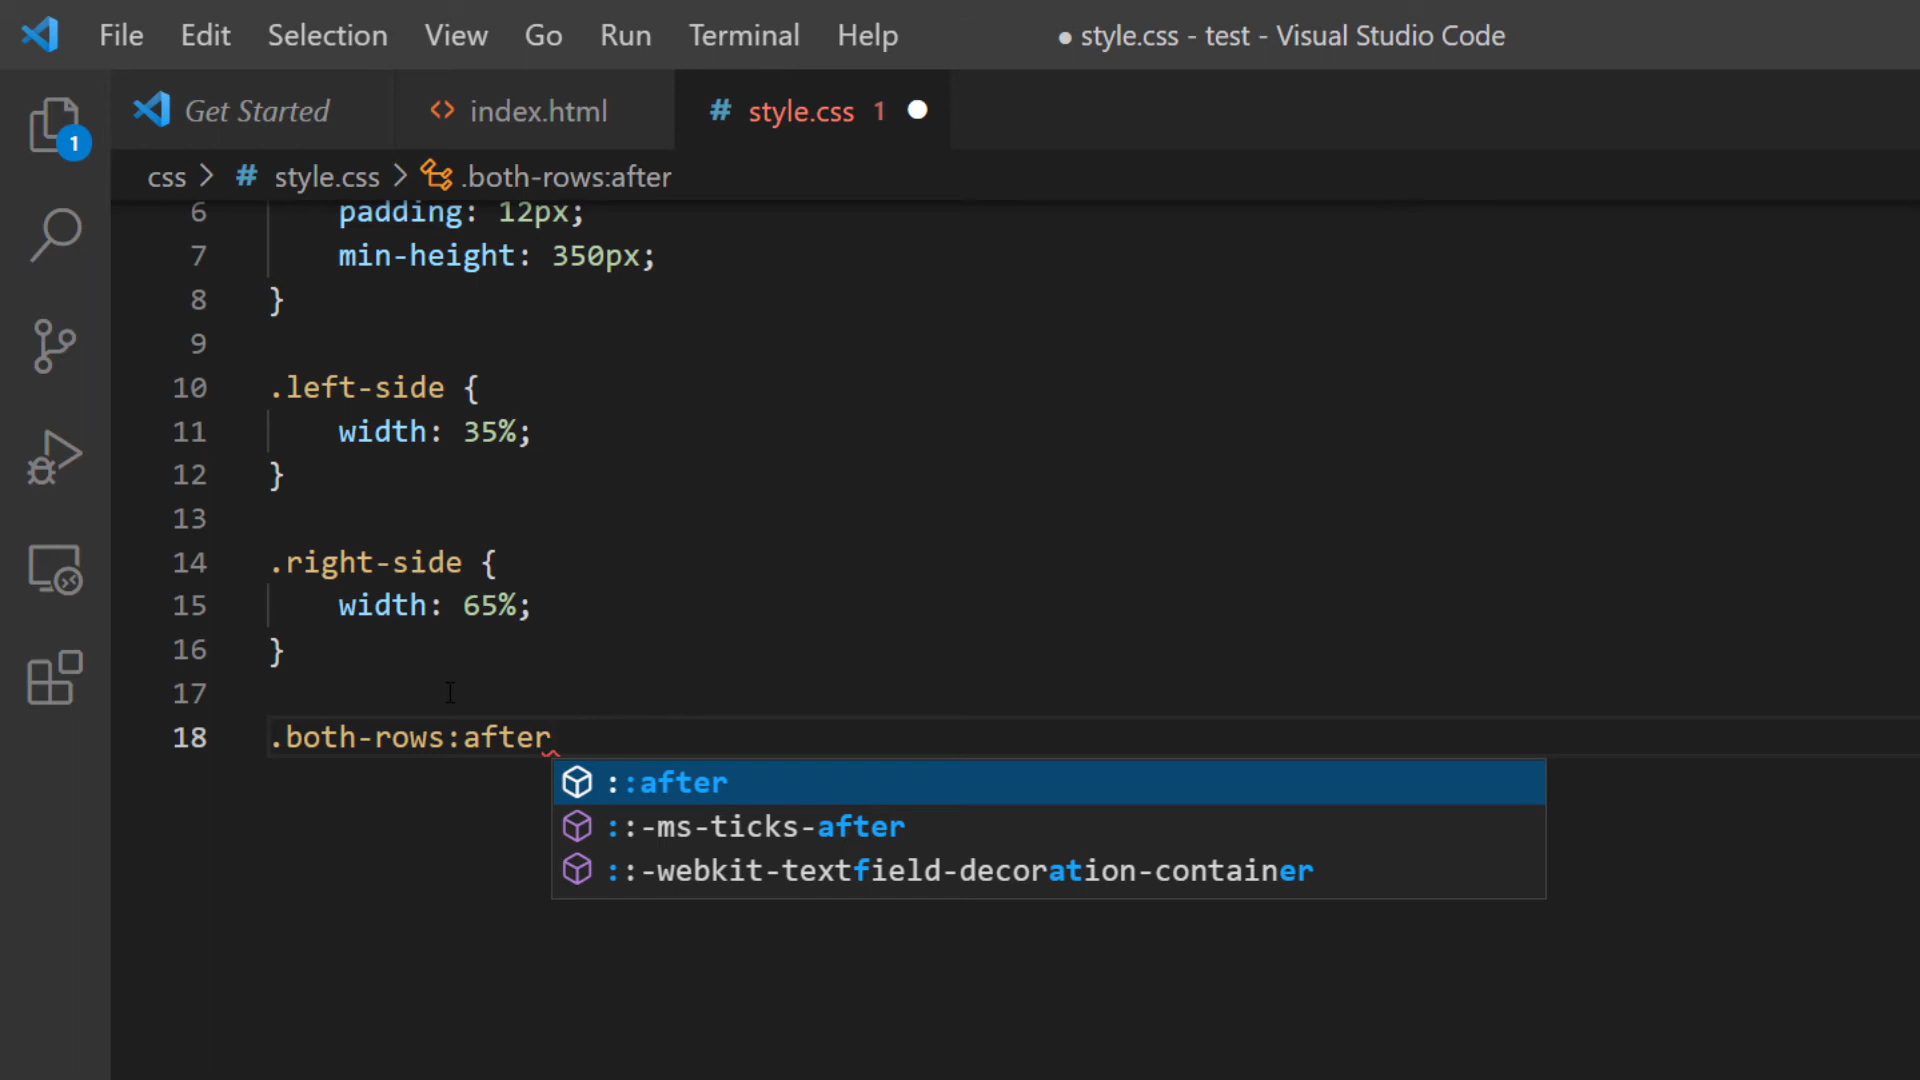 File Edit Selection View Go Run Terminal Help ● style.css - test - Visual Studio Code
Get Started <> index.html # style.css 1 ●
1
css > # style.css > .both-rows:after
6 padding: 12px;
7 min-height: 350px;
8 }
9
10 .left-side {
11 width: 35%;
12 }
13
14 .right-side {
15 width: 65%;
16 }
17
18 .both-rows:after
::after
::-ms-ticks-after
::-webkit-textfield-decoration-container